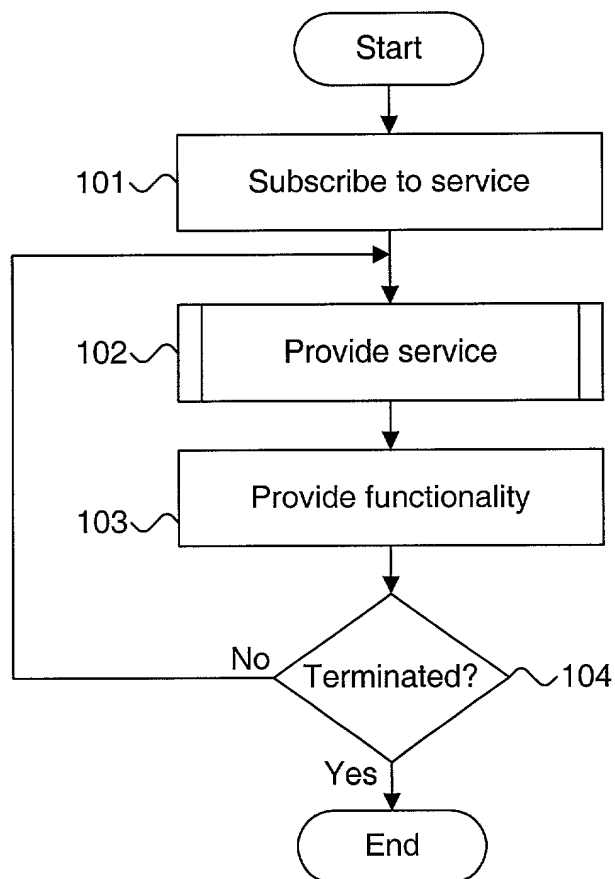 Start
101
Subscribe to service
102
Provide service
Provide functionality
103
No
Terminated?
104
Yes
End